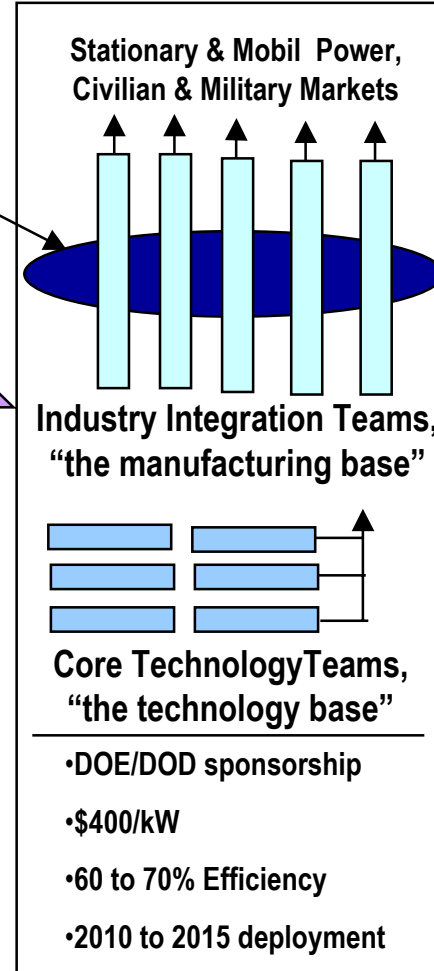 Stationary & Mobil  Power,
Civilian & Military Markets
Industry Integration Teams,
“the manufacturing base”
Core TechnologyTeams,
“the technology base”
•DOE/DOD sponsorship
•$400/kW
•60 to 70% Efficiency
•2010 to 2015 deployment